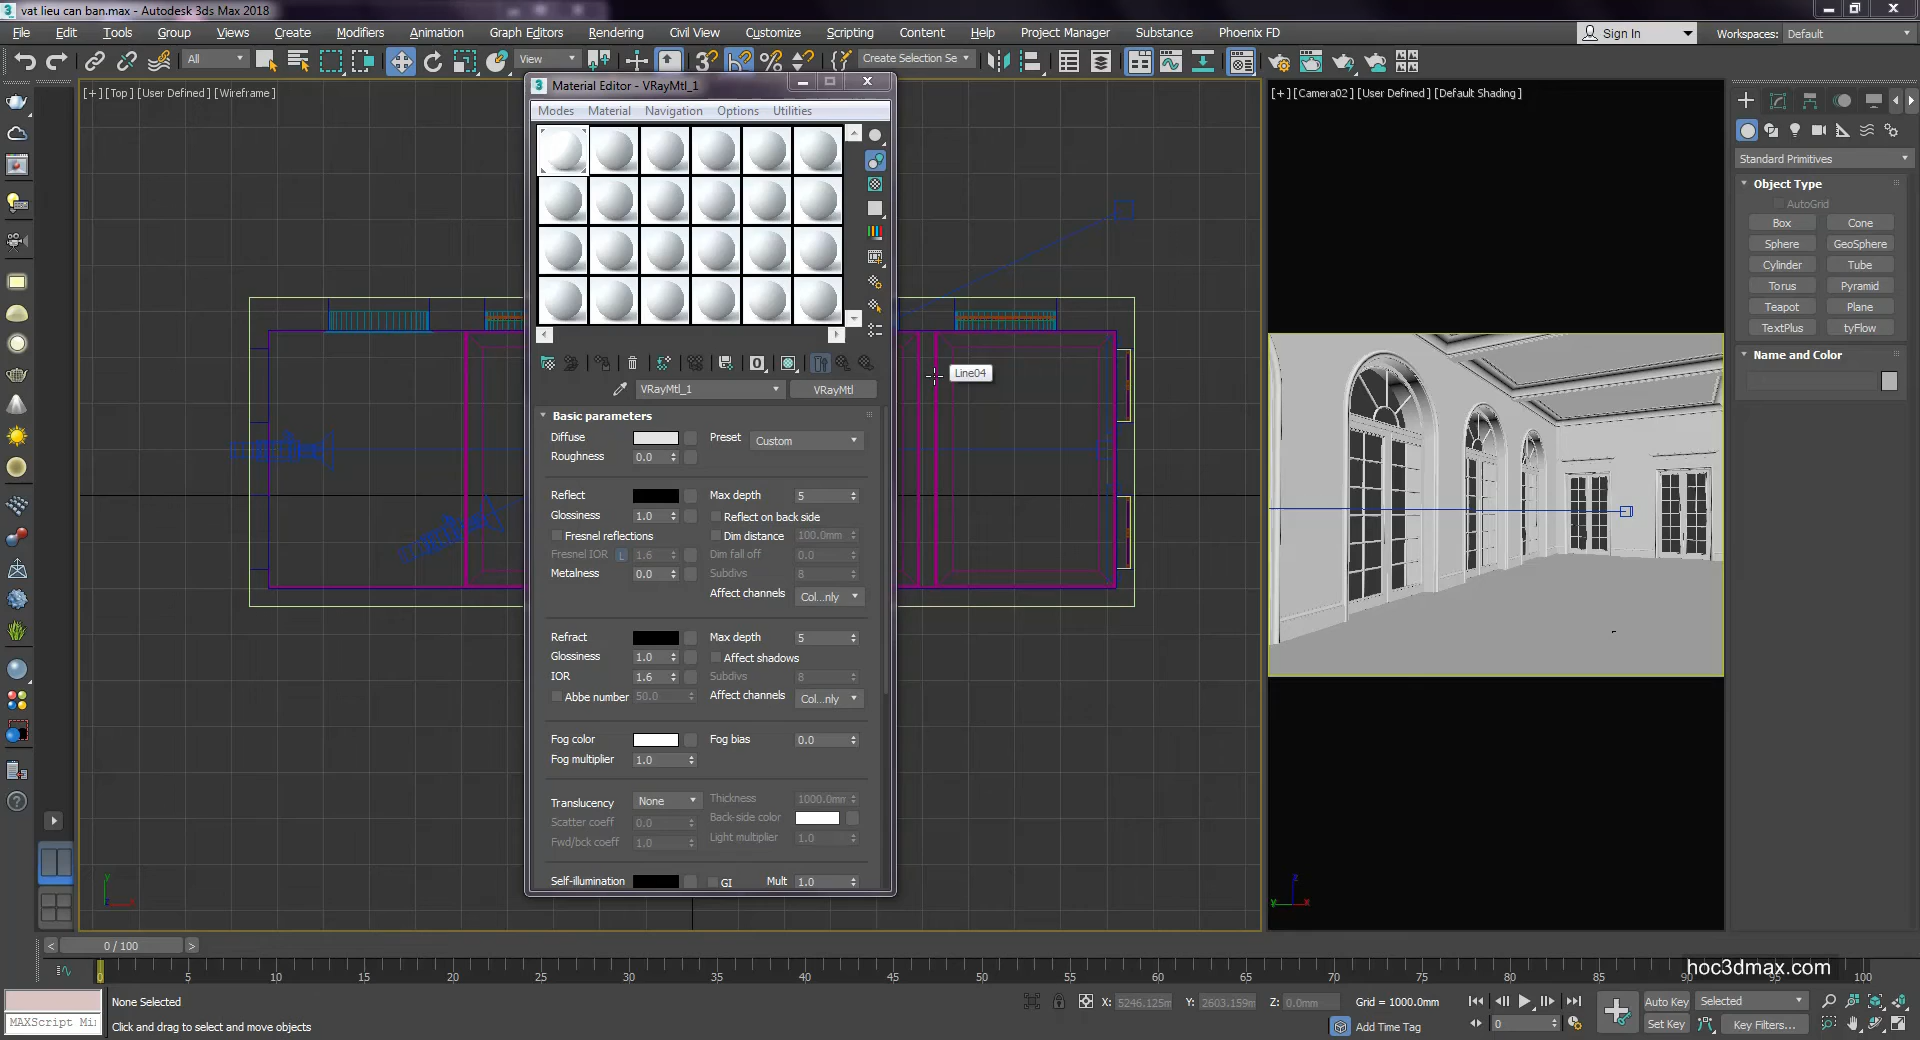 vat lieu can ban.max - Autodesk 3ds Max 2018
File Edit Tools Group Views Create Modifiers Animation Graph Editors Rendering Civil View Customize Scripting Content Help Project Manager Substance Phoenix FD Sign In Workspaces: Default
All View Create Selection Se
[+] [Top] [User Defined] [Wireframe]
Material Editor - VRayMtl_1
[+] [Camera02] [User Defined] [Default Shading]
Modes Material Navigation Options Utilities
Standard Primitives
Object Type
AutoGrid
Box Cone
Sphere GeoSphere
Cylinder Tube
Torus Pyramid
Teapot Plane
TextPlus tyFlow
Name and Color
Line04
VRayMtl_1 VRayMtl
Basic parameters
Diffuse Preset Custom
Roughness 0.0
Reflect Max depth 5
Glossiness 1.0 Reflect on back side
Fresnel reflections Dim distance 100.0mm
Fresnel IOR L 1.6 Dim fall off 0.0
Metalness 0.0 Subdivs 8
Affect channels Col...nly
Refract Max depth 5
Glossiness 1.0 Affect shadows
IOR 1.6 Subdivs 8
Abbe number 50.0 Affect channels Col...nly
Fog color Fog bias 0.0
Fog multiplier 1.0
Translucency None Thickness 1000.0mm
Scatter coeff 0.0 Back-side color
Fwd/bck coeff 1.0 Light multiplier 1.0
Self-illumination GI Mult 1.0
0 / 100
0 5 10 15 20 25 30 35 40 45 50 55 60 65 70 75 80 85 90 95 100
hoc3dmax.com
None Selected X: 5246.125m Y: 2603.159m Z: 0.0mm Grid = 1000.0mm Auto Key Selected
MAXScript Mi Click and drag to select and move objects Add Time Tag 0 Set Key Key Filters...